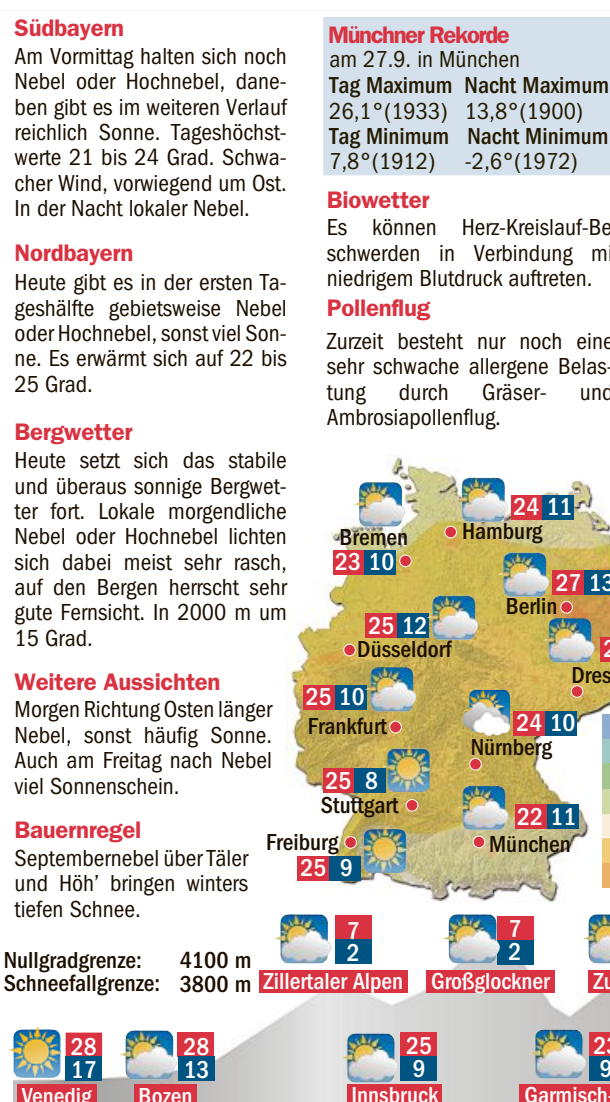 Südbayern
Am Vormittag halten sich noch
Nebel oder Hochnebel, dane-
ben gibt es im weiteren Verlauf
reichlich Sonne. Tageshöchst-
werte 21 bis 24 Grad. Schwa-
cher Wind, vorwiegend um Ost.
In der Nacht lokaler Nebel.
Nordbayern
Heute gibt es in der ersten Ta-
geshälfte gebietsweise Nebel
oder Hochnebel, sonst viel Son-
ne. Es erwärmt sich auf 22 bis
25 Grad.
Bergwetter
Heute setzt sich das stabile
und überaus sonnige Bergwet-
ter fort. Lokale morgendliche
Nebel oder Hochnebel lichten
sich dabei meist sehr rasch,
auf den Bergen herrscht sehr
gute Fernsicht. In 2000 m um
15 Grad.
Weitere Aussichten
Morgen Richtung Osten länger
Nebel, sonst häufig Sonne.
Auch am Freitag nach Nebel
viel Sonnenschein.
Bauernregel
Septembernebel über Täler
und Höh' bringen winters
tiefen Schnee.
Nullgradgrenze: 4100 m
Schneefallgrenze: 3800 m
Münchner Rekorde
am 27.9. in München
Tag Maximum Nacht Maximum
26,1°(1933) 13,8°(1900)
Tag Minimum Nacht Minimum
7,8°(1912) -2,6°(1972)
Biowetter
Es können Herz-Kreislauf-Be
schwerden in Verbindung mi
niedrigem Blutdruck auftreten.
Pollenflug
Zurzeit besteht nur noch eine
sehr schwache allergene Belas-
tung durch Gräser- und
Ambrosiapollenflug.
24 11
Hamburg
Bremen
23 10
27 13
Berlin
25 12
Düsseldorf
2
Dres
25 10
Frankfurt
24 10
Nürnberg
25 8
Stuttgart
22 11
München
Freiburg
25 9
7
2
Zillertaler Alpen
7
2
Großglockner
Zu
28
17
Venedig
28
13
Bozen
25
9
Innsbruck
23
9
Garmisch